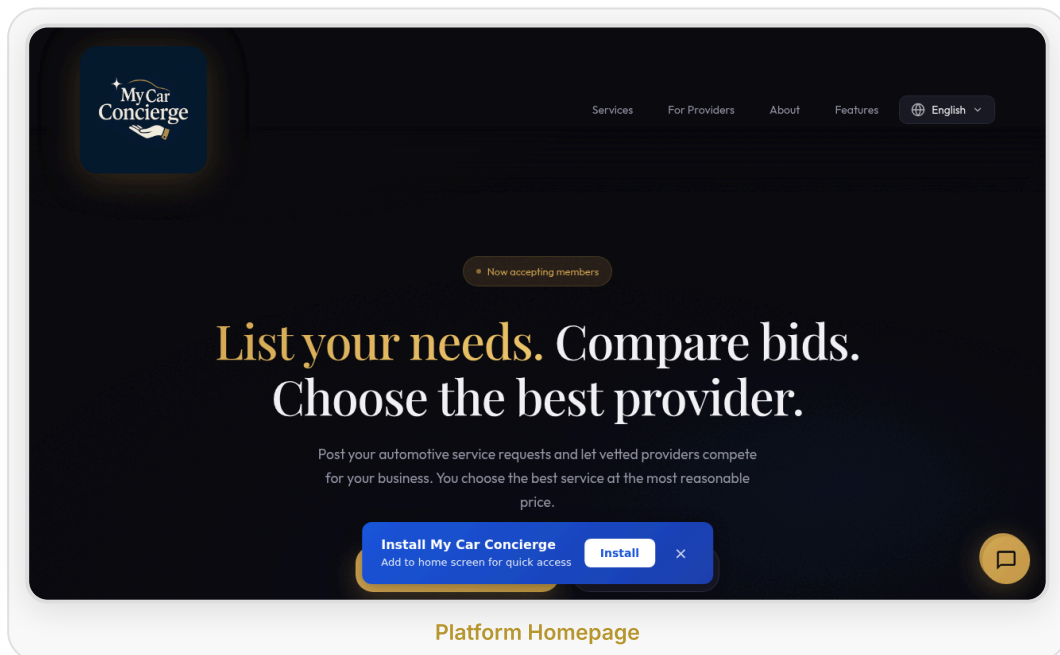 My Car
Concierge
Services
For Providers
About
Features
English
Now accepting members
List your needs. Compare bids.
Choose the best provider.
Post your automotive service requests and let vetted providers compete
for your business. You choose the best service at the most reasonable
price.
Install My Car Concierge
Add to home screen for quick access
Install
Platform Homepage